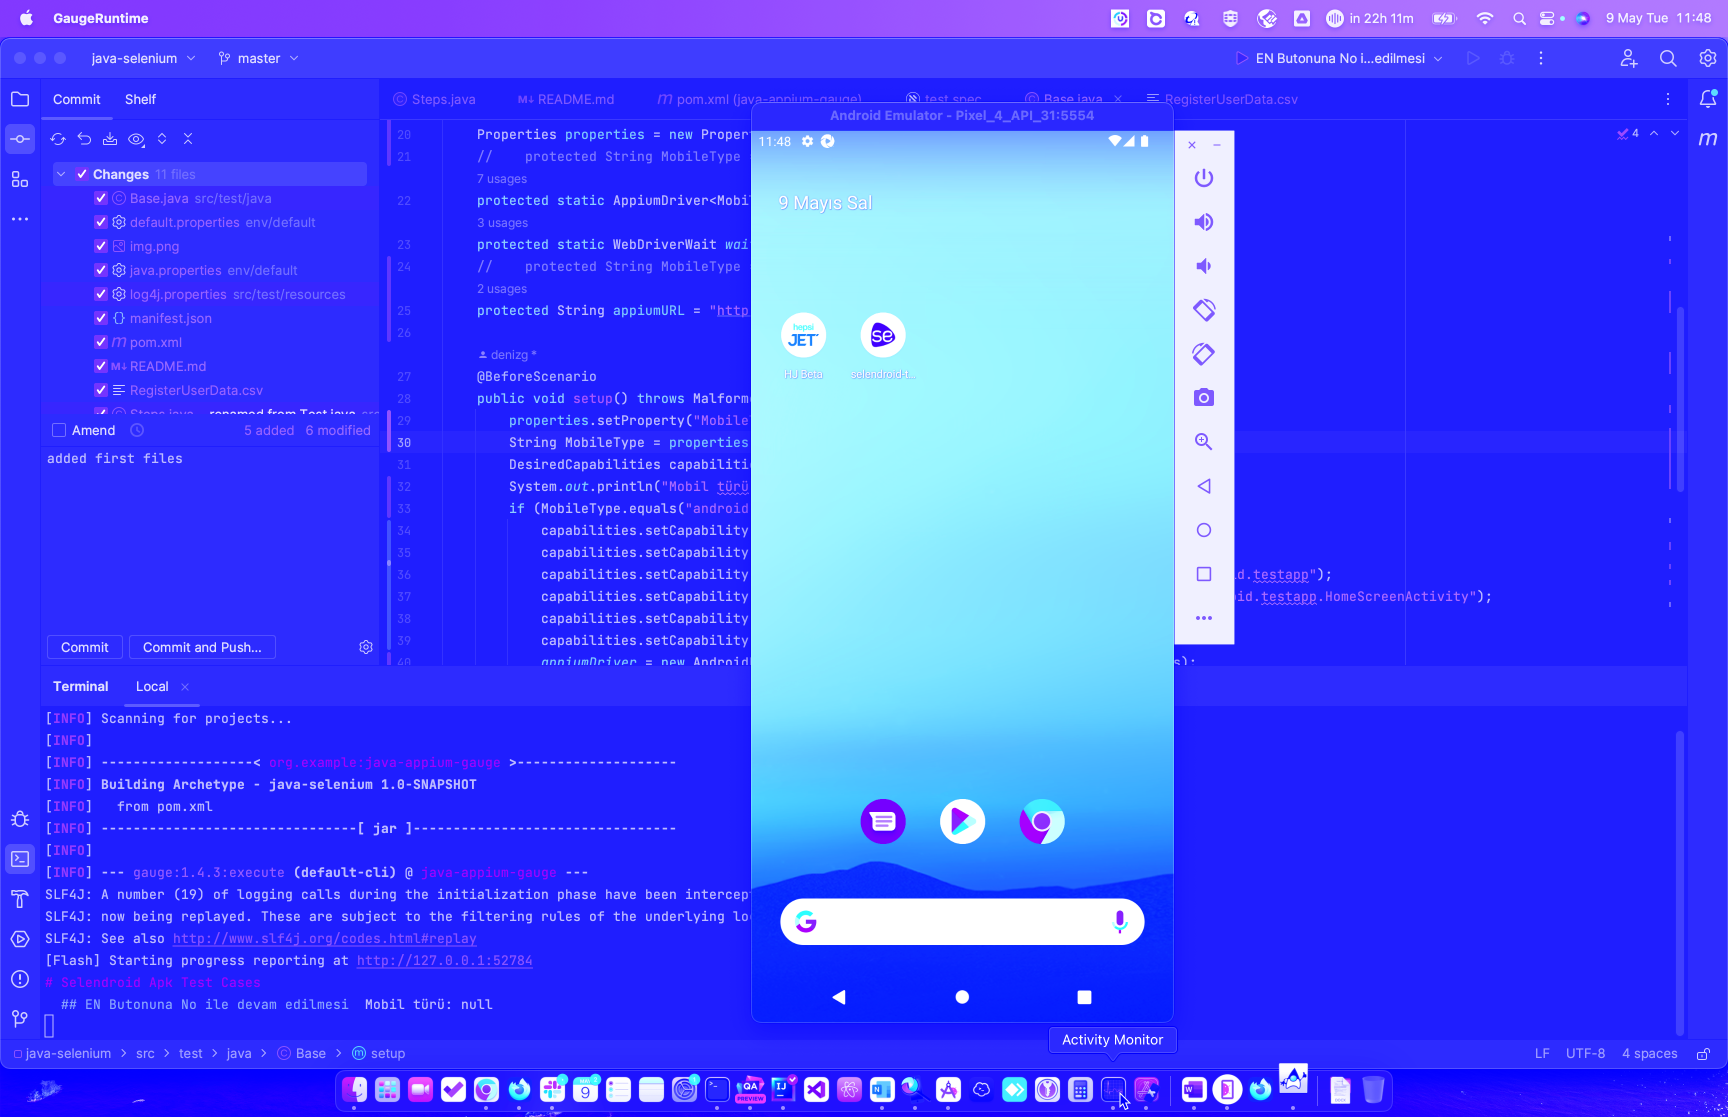 GaugeRuntime
in 22h 11m
9 May Tue 11:48
java-selenium
master
EN Butonuna No i...edilmesi
Commit
Shelf
Steps.java
README.md
pom.xml (java-appium-gauge)
test.spec
Base.java
RegisterUserData.csv
Android Emulator - Pixel_4_API_31:5554
4
Changes 11 files
Base.java src/test/java
default.properties env/default
img.png
java.properties env/default
log4j.properties src/test/resources
manifest.json
pom.xml
README.md
RegisterUserData.csv
Steps.java renamed from Test.java src
Amend
5 added 6 modified
added first files
Commit
Commit and Push...
20 Properties properties = new Proper
21 // protected String MobileType =
7 usages
22 protected static AppiumDriver<Mobil
3 usages
23 protected static WebDriverWait wai
24 // protected String MobileType
2 usages
25 protected String appiumURL = "http
26
denizg *
27 @BeforeScenario
28 public void setup() throws Malform
29 properties.setProperty("Mobile
30 String MobileType = properties
31 DesiredCapabilities capabiliti
32 System.out.println("Mobil türü
33 if (MobileType.equals("android
34 capabilities.setCapability
35 capabilities.setCapability
36 capabilities.setCapability id.testapp");
37 capabilities.setCapability oid.testapp.HomeScreenActivity");
38 capabilities.setCapability
39 capabilities.setCapability
40 appiumDriver = new Android s);
11:48
9 Mayıs Sal
hepsi
JET
HJ Beta
se
selendroid-t...
G
Terminal
Local
[INFO] Scanning for projects...
[INFO]
[INFO] -------------------< org.example:java-appium-gauge >--------------------
[INFO] Building Archetype - java-selenium 1.0-SNAPSHOT
[INFO] from pom.xml
[INFO] --------------------------------[ jar ]---------------------------------
[INFO]
[INFO] --- gauge:1.4.3:execute (default-cli) @ java-appium-gauge ---
SLF4J: A number (19) of logging calls during the initialization phase have been intercep
SLF4J: now being replayed. These are subject to the filtering rules of the underlying lo
SLF4J: See also http://www.slf4j.org/codes.html#replay
[Flash] Starting progress reporting at http://127.0.0.1:52784
# Selendroid Apk Test Cases
## EN Butonuna No ile devam edilmesi Mobil türü: null
Activity Monitor
java-selenium > src > test > java > Base > setup
LF UTF-8 4 spaces
9
QA
PREVIEW
IJ